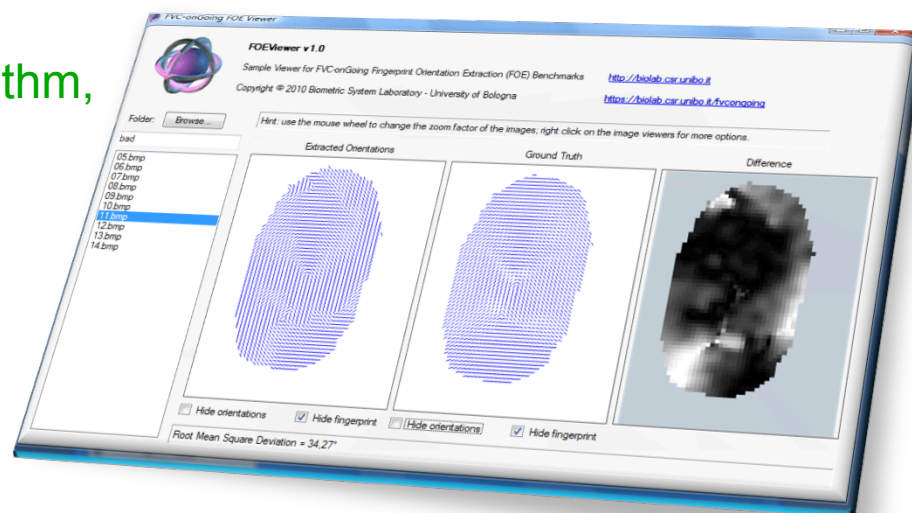 thm,
FVC-onGoing FOE Viewer
FOEViewer v1.0
Sample Viewer for FVC-onGoing Fingerprint Orientation Extraction (FOE) Benchmarks
http://biolab.csr.unibo.it
Copyright © 2010 Biometric System Laboratory - University of Bologna
https://biolab.csr.unibo.it/fvcongoing
Folder:
Browse...
Hint: use the mouse wheel to change the zoom factor of the images; right click on the image viewers for more options.
bad
Extracted Orientations
Ground Truth
Difference
05.bmp
06.bmp
07.bmp
08.bmp
09.bmp
10.bmp
11.bmp
12.bmp
13.bmp
14.bmp
Hide orientations
Hide fingerprint
Hide orientations
Hide fingerprint
Root Mean Square Deviation = 34,27°